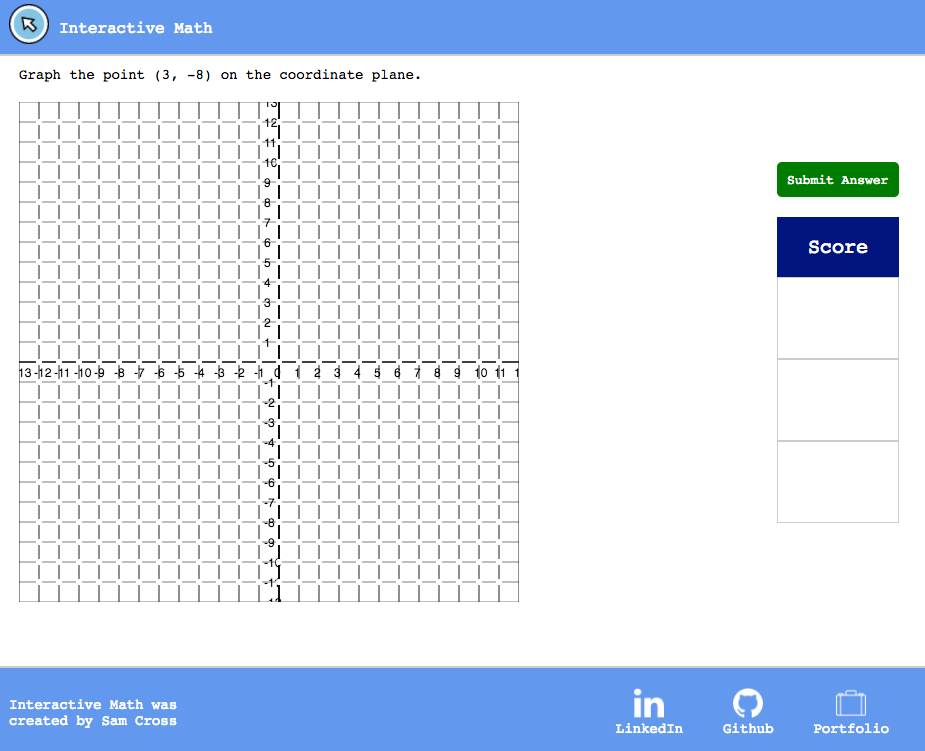 Interactive Math
Graph the point (3, -8) on the coordinate plane.
13
12
11
10
9
8
7
6
5
4
3
2
1
13 -12 -11 -10 -9 -8 -7 -6 -5 -4 -3 -2 -1 0 1 2 3 4 5 6 7 8 9 10 11 1
-1
-2
-3
-4
-5
-6
-7
-8
-9
-10
-1
Submit Answer
Score
Interactive Math was
created by Sam Cross
in
LinkedIn
Github
Portfolio